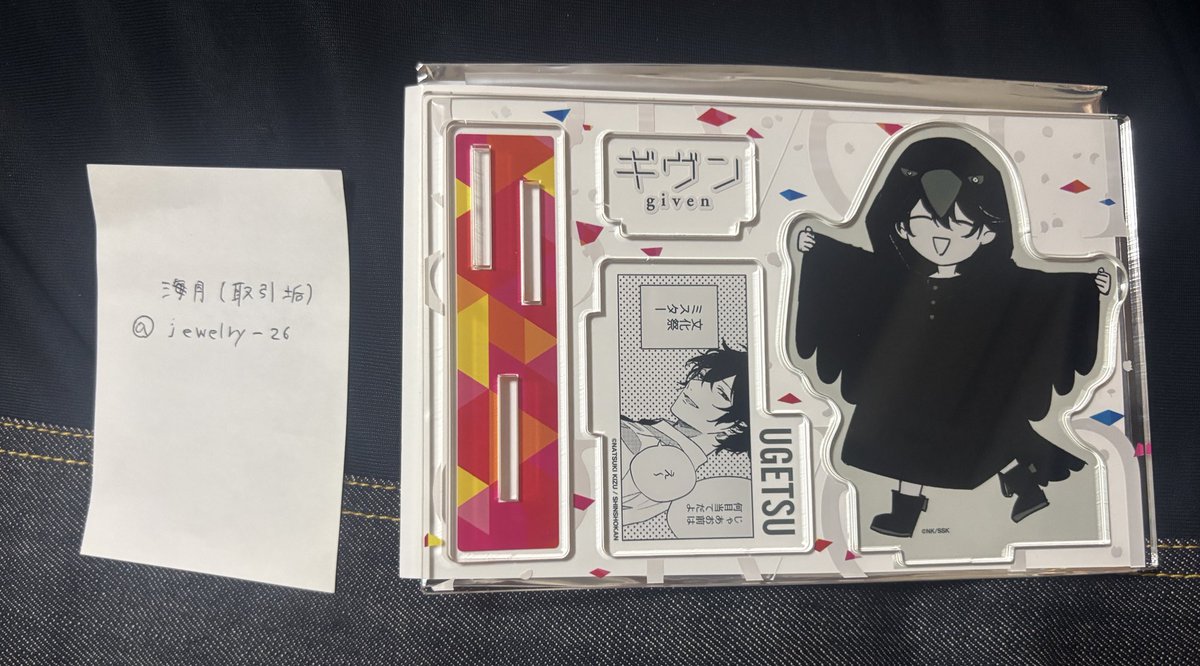 海月(取引垢)
@jewelry-26
ギヴン
given
文化祭
ミスター
じゃあお前は
何目当てだよ
え〜
UGETSU
©NATSUKI KIZU / SHINSHOKAN
©NK/SSK